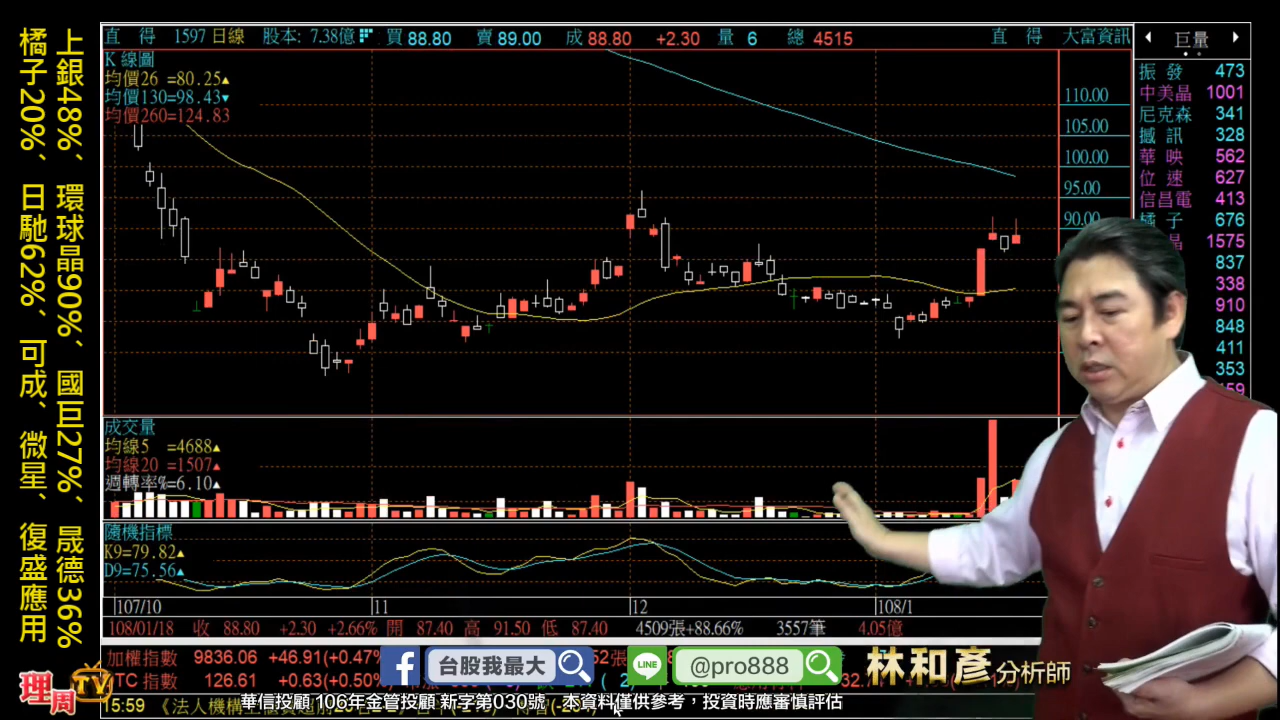 上銀48%、環球晶90%、國巨27%、晟德36%
橘子20%、日馳62%、可成、微星、復盛應用
直 得 1597 日線 股本: 7.38億 買 88.80 賣 89.00 成 88.80 +2.30 量 6 總 4515 直 得 大富資訊
K 線圖
均價26 =80.25▲
均價130=98.43▼
均價260=124.83
110.00
105.00
100.00
95.00
90.00
巨量
振 發 473
中美晶 1001
尼克森 341
撼 訊 328
華 映 562
位 速 627
信昌電 413
橘 子 676
晶 1575
837
338
910
848
411
353
成交量
均線5 =4688▲
均線20 =1507▲
週轉率%=6.10▲
隨機指標
K9=79.82▲
D9=75.56▲
107/10 11 12 108/1
108/01/18 收 88.80 +2.30 +2.66% 開 87.40 高 91.50 低 87.40 4509張+88.66% 3557筆 4.05億
加權指數 9836.06 +46.91(+0.47%
TC 指數 126.61 +0.63(+0.50%
台股我最大
LINE @pro888
林和彥 分析師
理周TV
15:59
華信投顧 106年金管投顧 新字第030號 本資料僅供參考，投資時應審慎評估